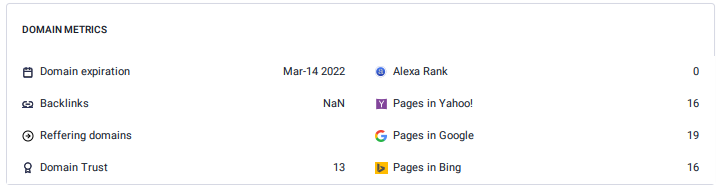 DOMAIN METRICS
Domain expiration Mar-14 2022 Alexa Rank 0
Backlinks NaN Pages in Yahoo! 16
Reffering domains Pages in Google 19
Domain Trust 13 Pages in Bing 16